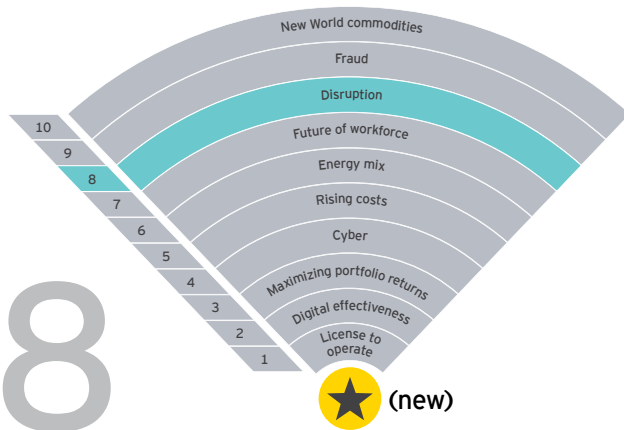 New World commodities
Fraud
Disruption
Future of workforce
Energy mix
Rising costs
Cyber
Maximizing portfolio returns
Digital effectiveness
License to
operate
10
9
8
7
6
5
4
3
2
1
8
(new)